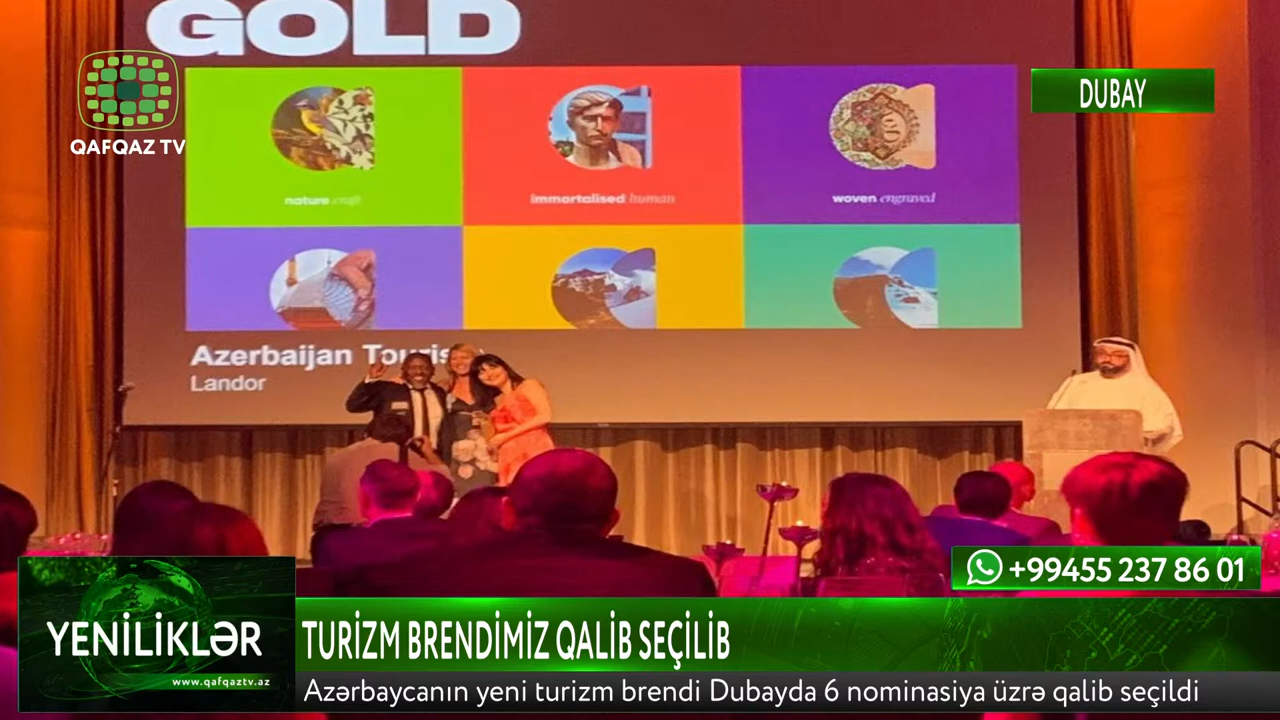 GOLD
QAFQAZ TV
DUBAY
nature craft
immortalised human
woven engraved
Azerbaijan
Landor
+99455 237 86 01
YENİLİKLƏR
www.qafqaztv.az
TURİZM BRENDİMİZ QALİB SEÇİLİB
Azərbaycanın yeni turizm brendi Dubayda 6 nominasiya üzrə qalib seçildi